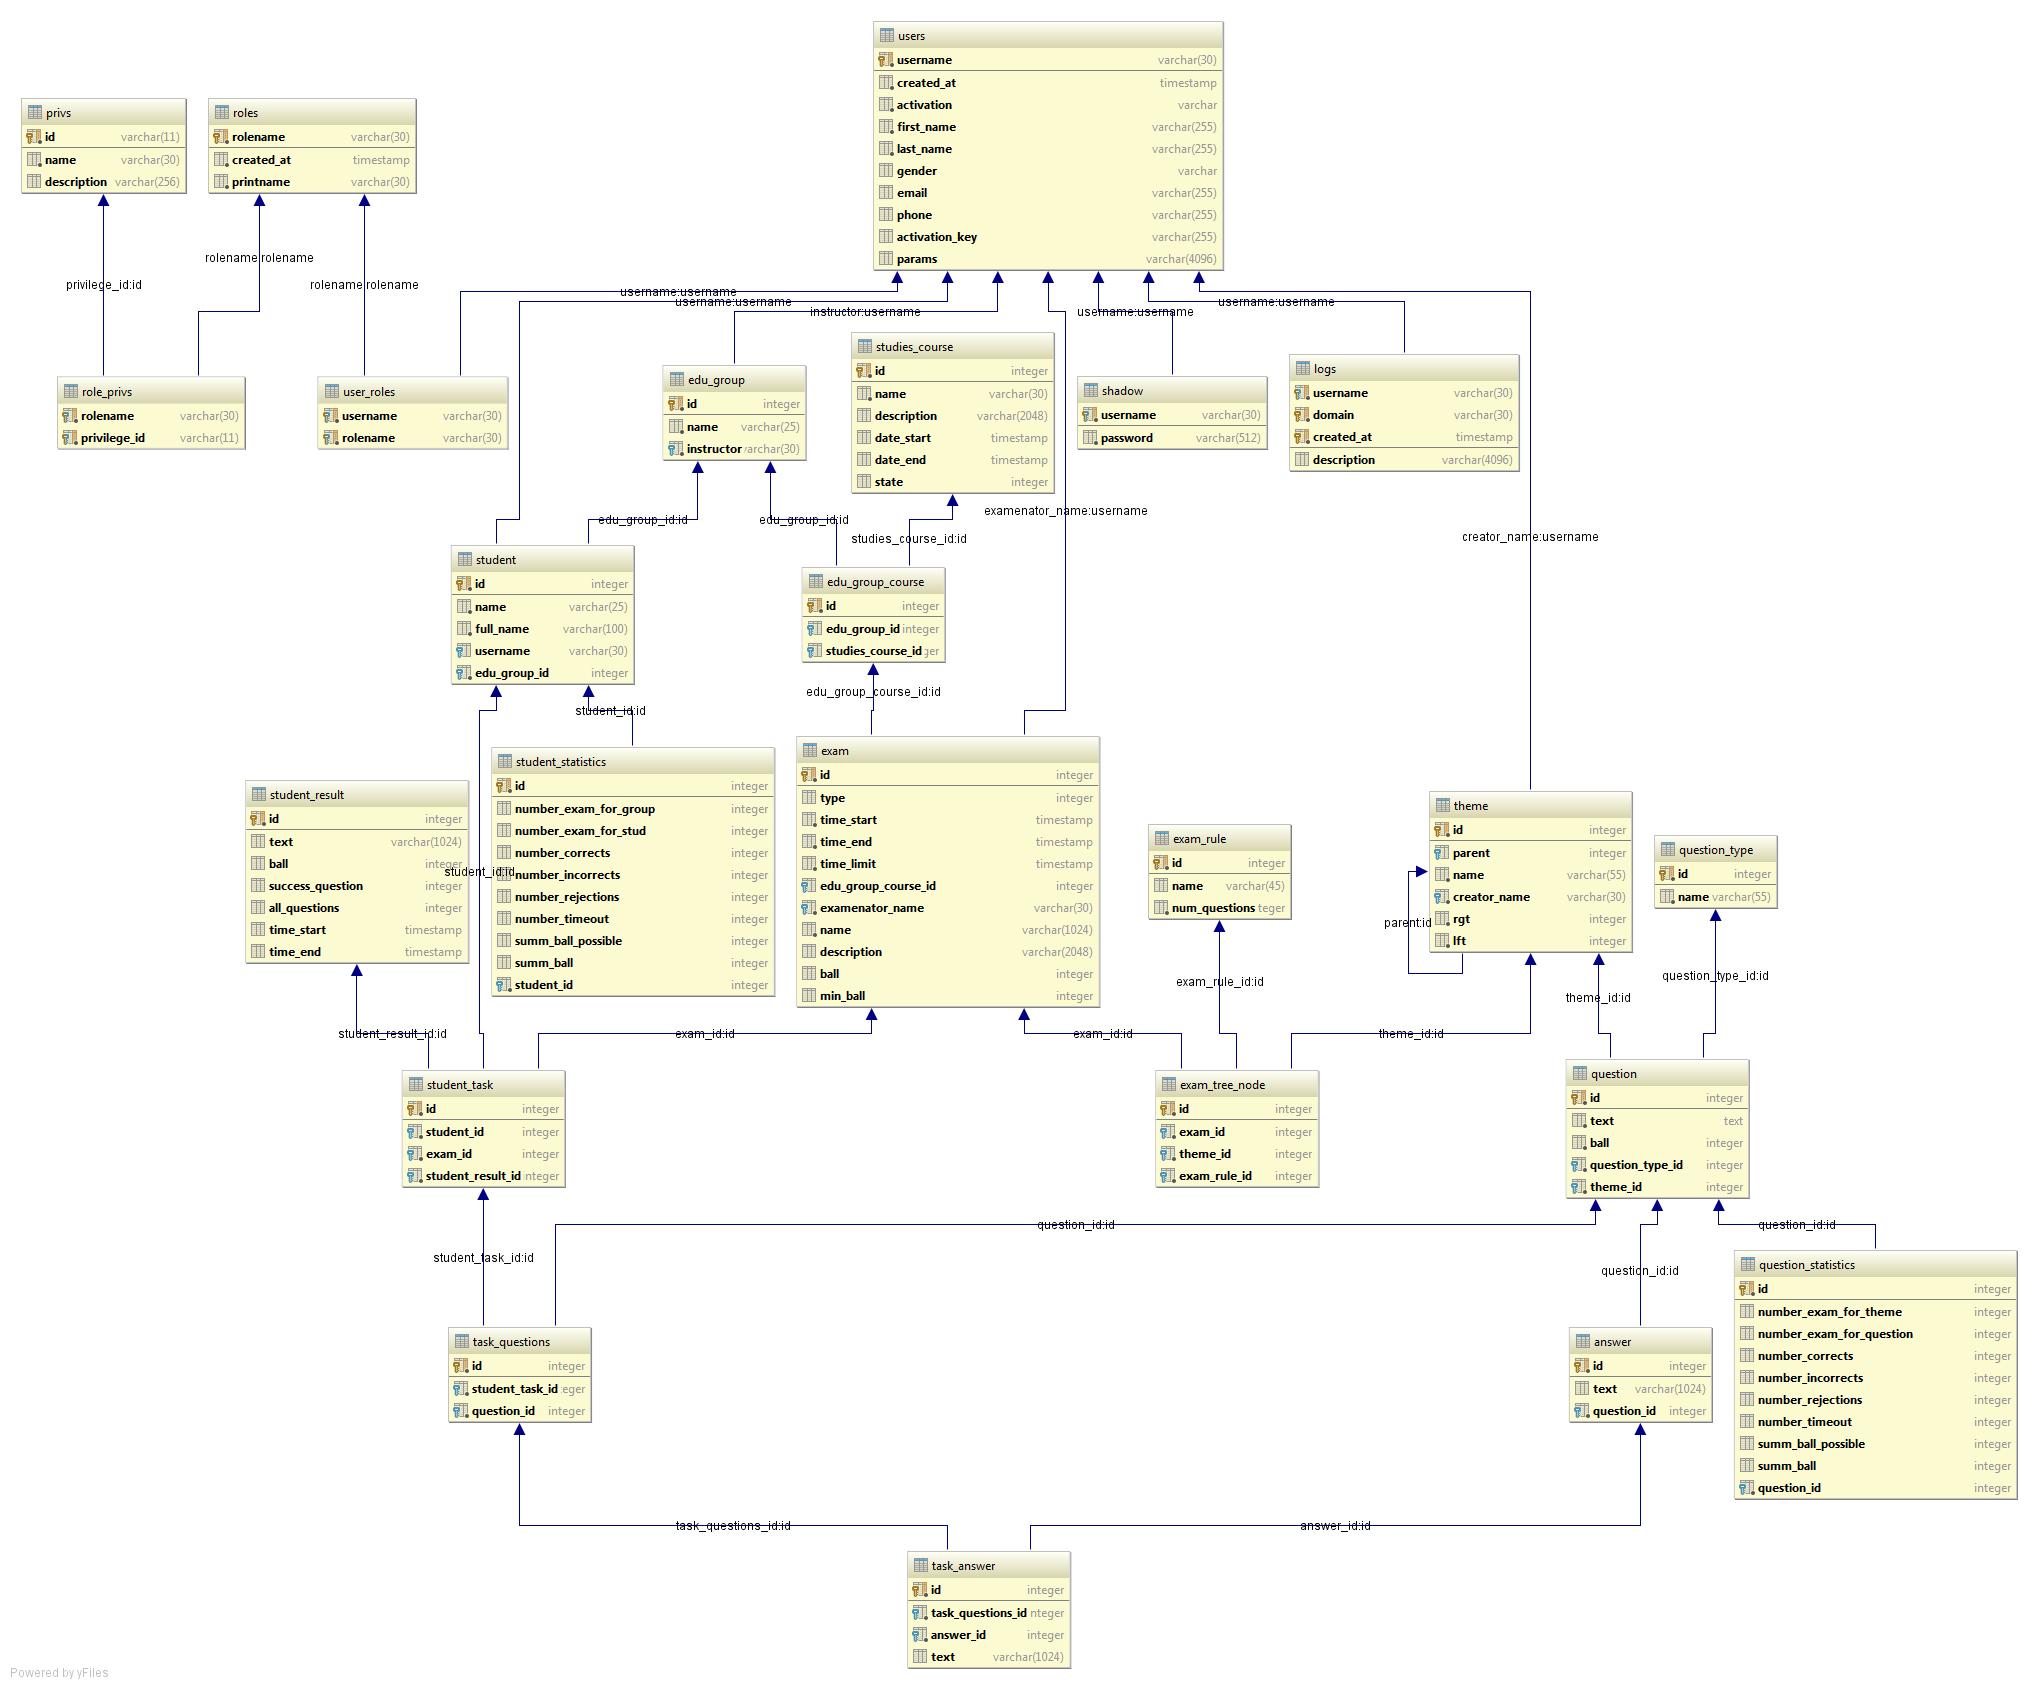 users
username varchar(30)
created_at timestamp
activation varchar
first_name varchar(255)
last_name varchar(255)
gender varchar
email varchar(255)
phone varchar(255)
activation_key varchar(255)
params varchar(4096)
privs
id varchar(11)
name varchar(30)
description varchar(256)
roles
rolename varchar(30)
created_at timestamp
printname varchar(30)
rolename:rolename
privilege_id:id
rolename:rolename
username:username
username:username
instructor:username
username:username
username:username
role_privs
rolename varchar(30)
privilege_id varchar(11)
user_roles
username varchar(30)
rolename varchar(30)
edu_group
id integer
name varchar(25)
instructor varchar(30)
studies_course
id integer
name varchar(30)
description varchar(2048)
date_start timestamp
date_end timestamp
state integer
shadow
username varchar(30)
password varchar(512)
logs
username varchar(30)
domain varchar(30)
created_at timestamp
description varchar(4096)
edu_group_id:id
edu_group_id:id
examenator_name:username
studies_course_id:id
creator_name:username
student
id integer
name varchar(25)
full_name varchar(100)
username varchar(30)
edu_group_id integer
edu_group_course
id integer
edu_group_id integer
studies_course_id ger
edu_group_course_id:id
student_id:id
student_result
id integer
text varchar(1024)
ball integer
success_question integer
all_questions integer
time_start timestamp
time_end timestamp
student_id:id
student_statistics
id integer
number_exam_for_group integer
number_exam_for_stud integer
number_corrects integer
number_incorrects integer
number_rejections integer
number_timeout integer
summ_ball_possible integer
summ_ball integer
student_id integer
exam
id integer
type integer
time_start timestamp
time_end timestamp
time_limit timestamp
edu_group_course_id integer
examenator_name varchar(30)
name varchar(1024)
description varchar(2048)
ball integer
min_ball integer
exam_rule
id integer
name varchar(45)
num_questions teger
theme
id integer
parent integer
name varchar(55)
creator_name varchar(30)
rgt integer
lft integer
parent:id
question_type
id integer
name varchar(55)
exam_rule_id:id
question_type_id:id
theme_id:id
student_result_id:id
exam_id:id
exam_id:id
theme_id:id
student_task
id integer
student_id integer
exam_id integer
student_result_id integer
exam_tree_node
id integer
exam_id integer
theme_id integer
exam_rule_id integer
question
id integer
text text
ball integer
question_type_id integer
theme_id integer
question_id:id
question_id:id
student_task_id:id
question_id:id
task_questions
id integer
student_task_id eger
question_id integer
answer
id integer
text varchar(1024)
question_id integer
question_statistics
id integer
number_exam_for_theme integer
number_exam_for_question integer
number_corrects integer
number_incorrects integer
number_rejections integer
number_timeout integer
summ_ball_possible integer
summ_ball integer
question_id integer
task_questions_id:id
answer_id:id
task_answer
id integer
task_questions_id nteger
answer_id integer
text varchar(1024)
Powered by yFiles